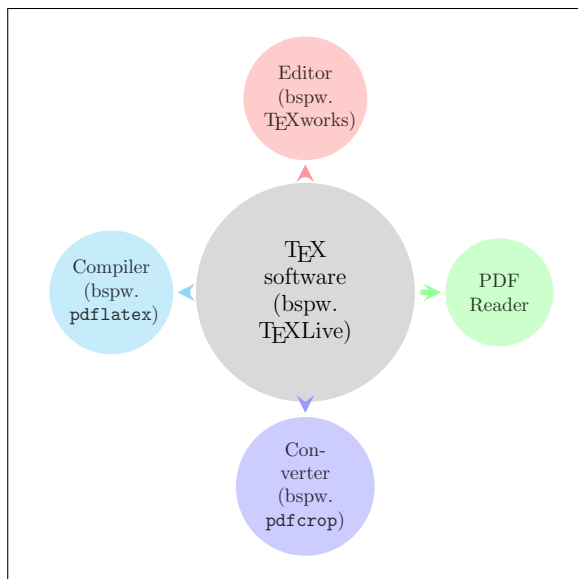 Editor
(bspw.
TEXworks)
Compiler
(bspw.
pdflatex)
TEX
software
(bspw.
TEXLive)
PDF
Reader
Con-
verter
(bspw.
pdfcrop)